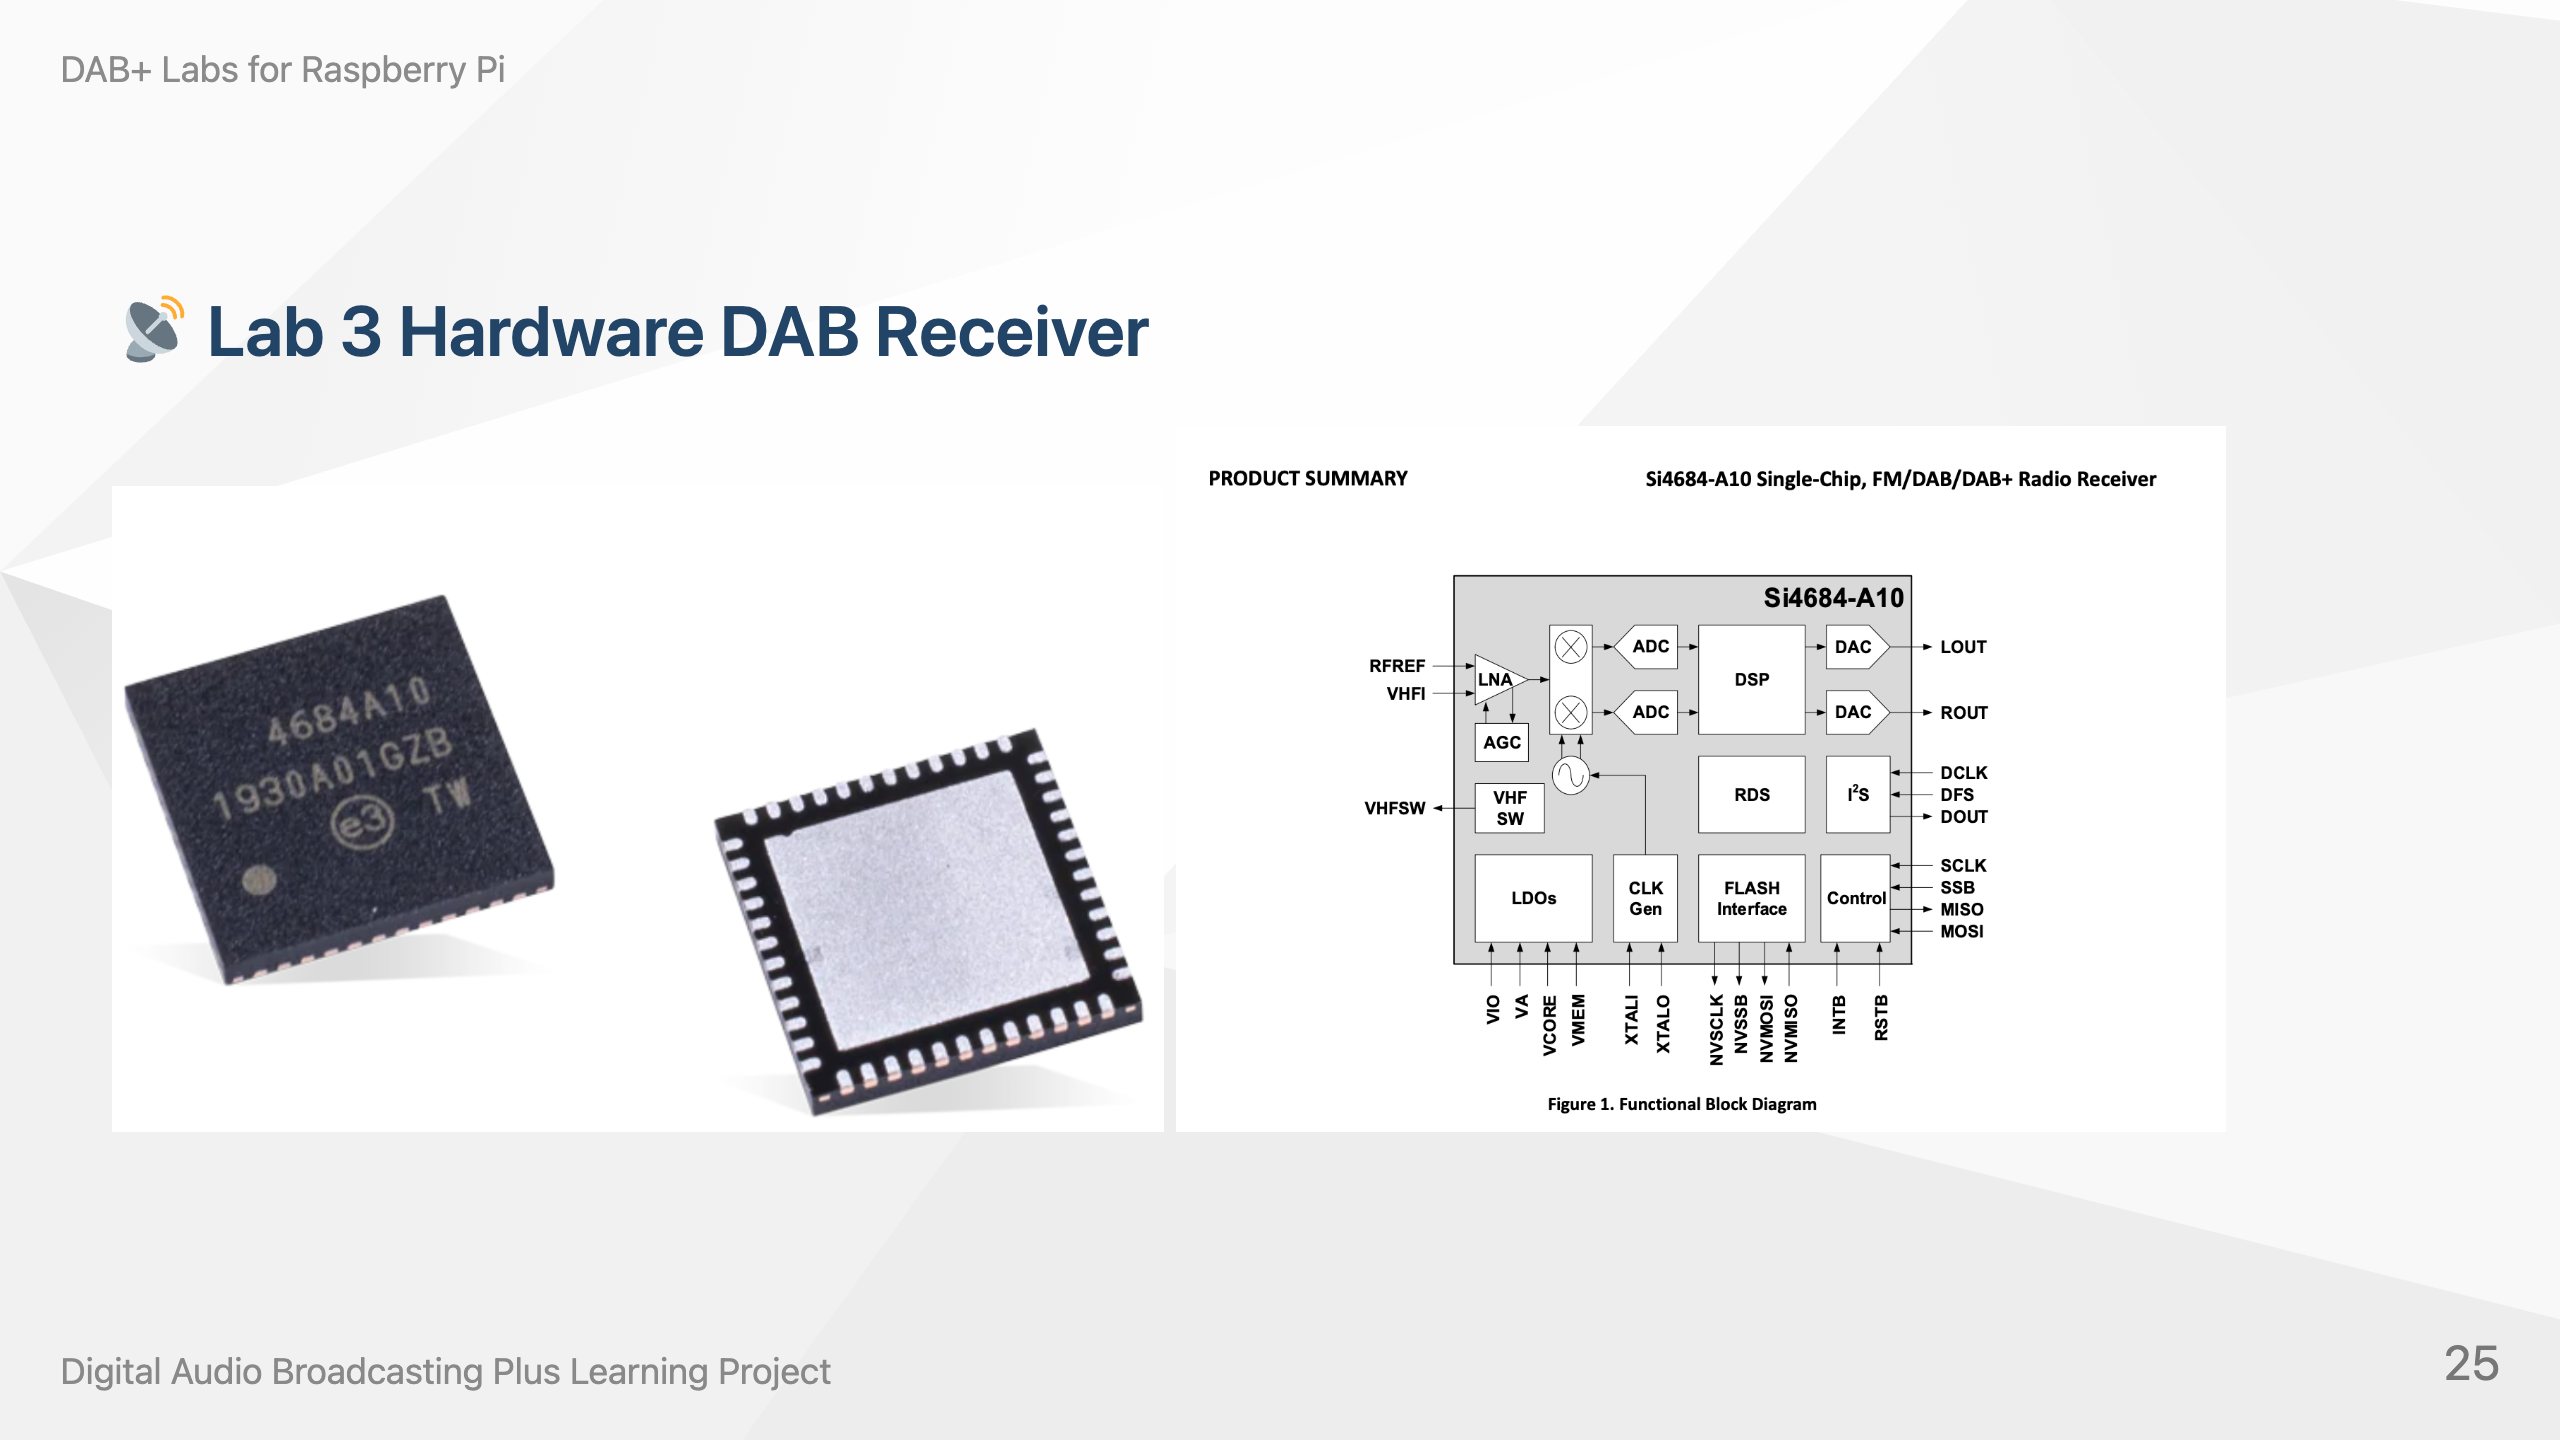 DAB+ Labs for Raspberry Pi
Lab 3 Hardware DAB Receiver
4684A10
1930A01GZB
e3 TW
PRODUCT SUMMARY
Si4684-A10 Single-Chip, FM/DAB/DAB+ Radio Receiver
Si4684-A10
RFREF
VHFI
LNA
AGC
ADC
ADC
DSP
DAC
DAC
LOUT
ROUT
VHFSW
VHF
SW
RDS
I²S
DCLK
DFS
DOUT
LDOs
CLK
Gen
FLASH
Interface
Control
SCLK
SSB
MISO
MOSI
VIO
VA
VCORE
VMEM
XTALI
XTALO
NVSCLK
NVSSB
NVMOSI
NVMISO
INTB
RSTB
Figure 1. Functional Block Diagram
Digital Audio Broadcasting Plus Learning Project
25